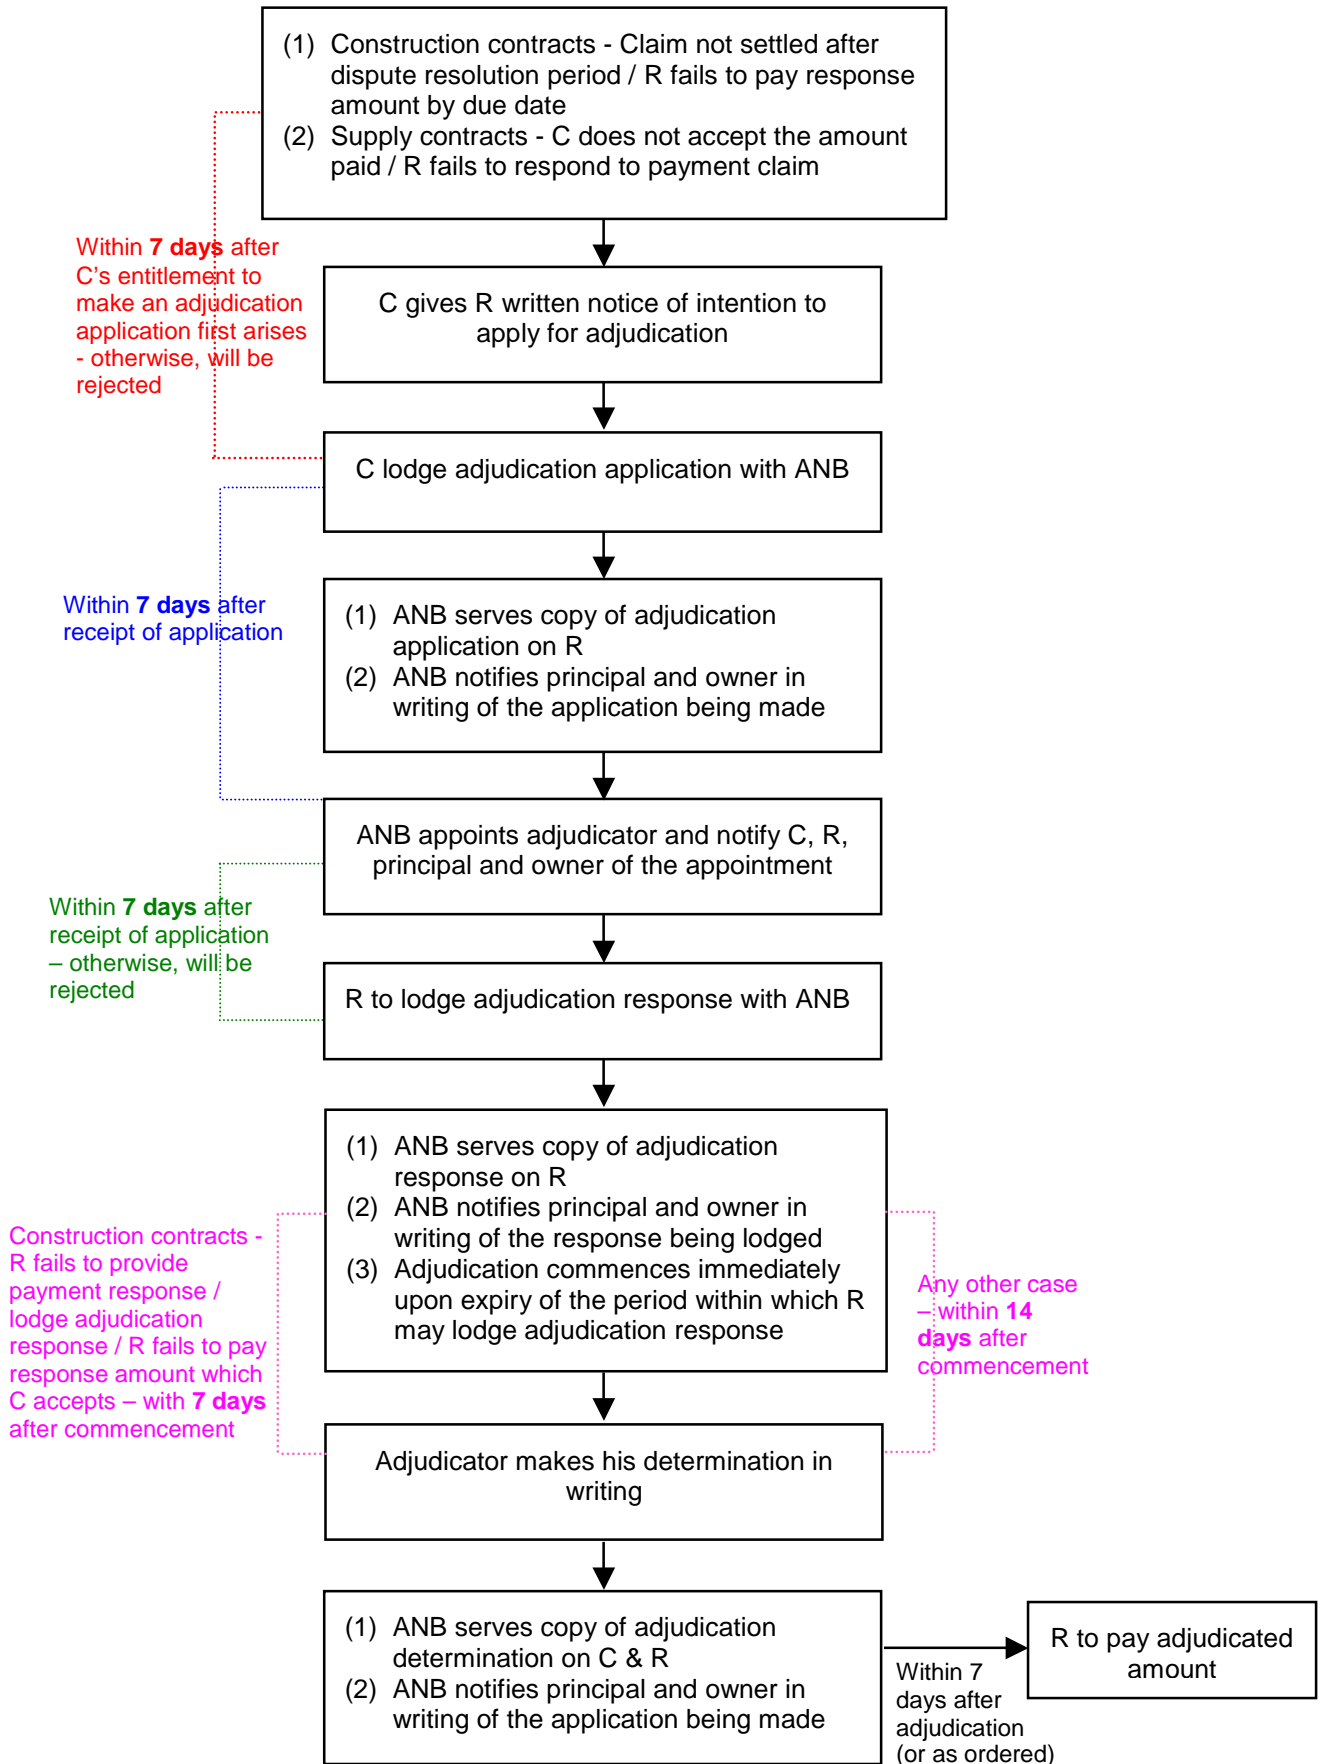 (1) Construction contracts - Claim not settled after
dispute resolution period / R fails to pay response
amount by due date
(2) Supply contracts - C does not accept the amount
paid / R fails to respond to payment claim
Within 7 days after
C's entitlement to
make an adjudication
application first arises
- otherwise, will be
rejected
C gives R written notice of intention to
apply for adjudication
C lodge adjudication application with ANB
Within 7 days after
receipt of application
(1) ANB serves copy of adjudication
application on R
(2) ANB notifies principal and owner in
writing of the application being made
ANB appoints adjudicator and notify C, R,
principal and owner of the appointment
Within 7 days after
receipt of application
– otherwise, will be
rejected
R to lodge adjudication response with ANB
(1) ANB serves copy of adjudication
response on R
(2) ANB notifies principal and owner in
writing of the response being lodged
(3) Adjudication commences immediately
upon expiry of the period within which R
may lodge adjudication response
Construction contracts -
R fails to provide
payment response /
lodge adjudication
response / R fails to pay
response amount which
C accepts – with 7 days
after commencement
Any other case
– within 14
days after
commencement
Adjudicator makes his determination in
writing
(1) ANB serves copy of adjudication
determination on C & R
(2) ANB notifies principal and owner in
writing of the application being made
Within 7
days after
adjudication
(or as ordered)
R to pay adjudicated
amount